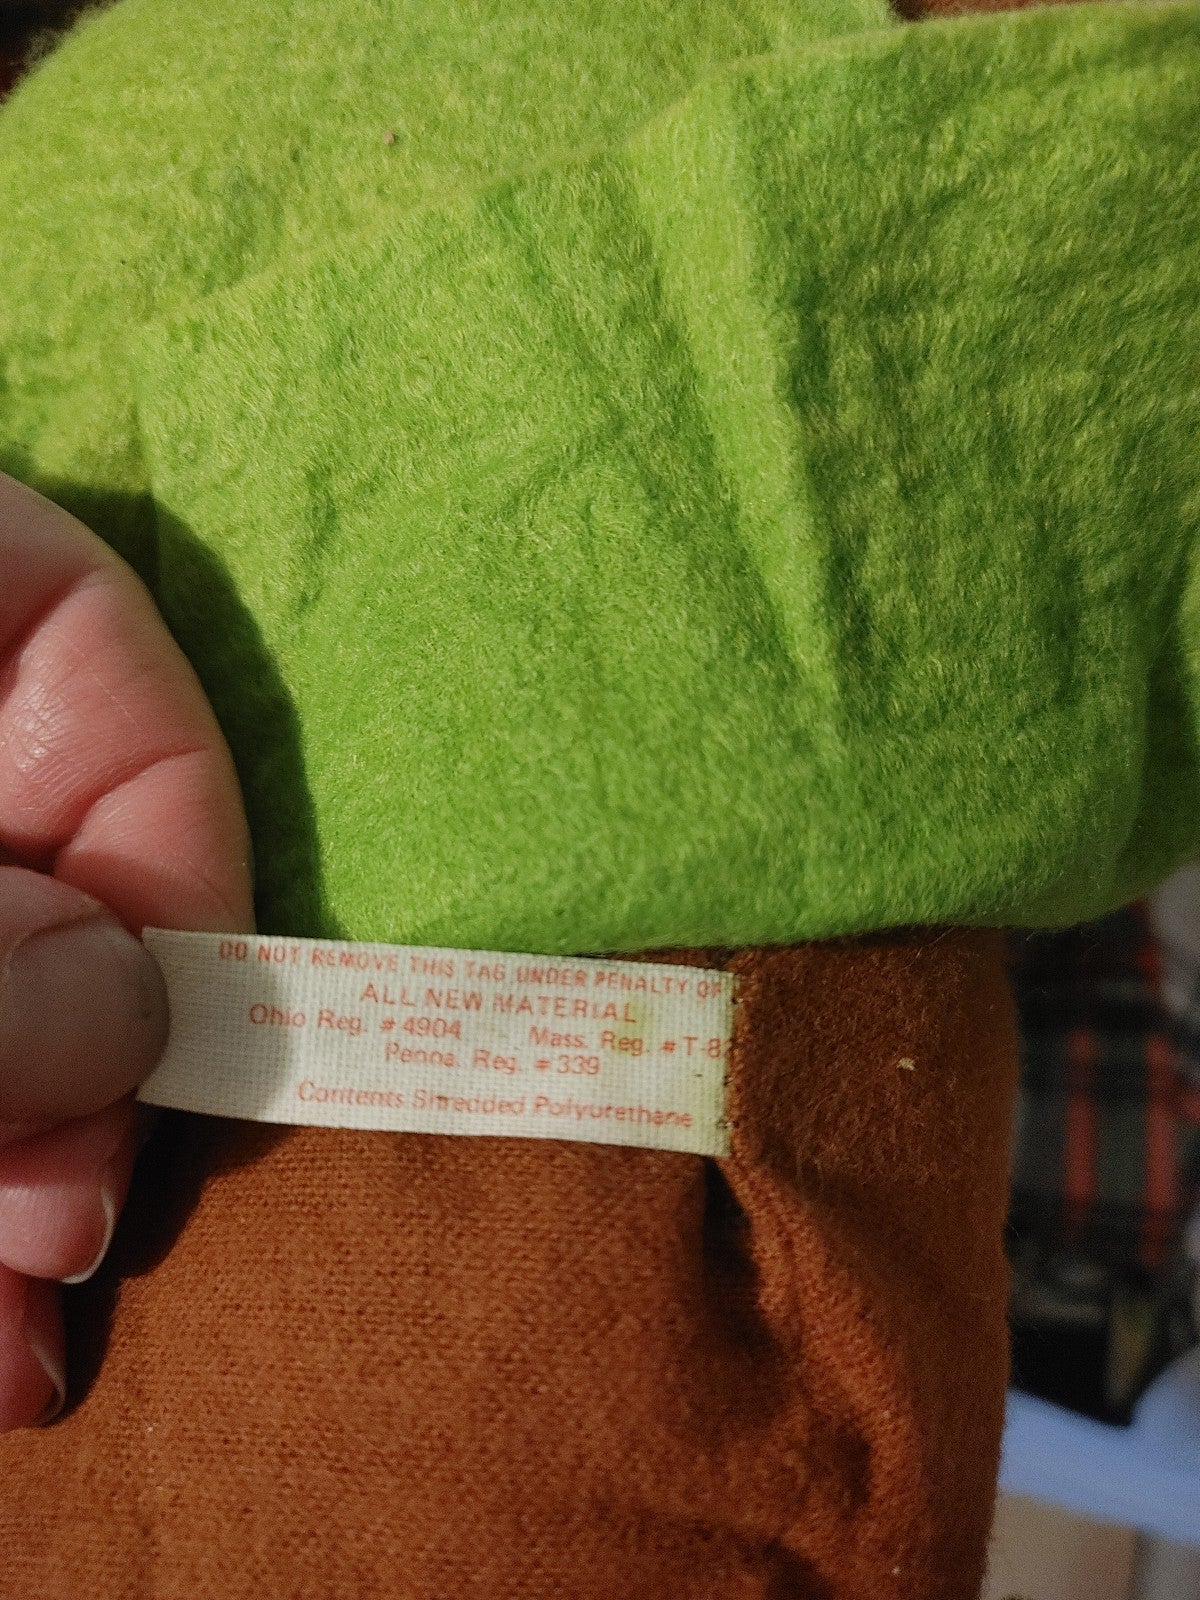 DO NOT REMOVE THIS TAG UNDER PENALTY OF
ALL NEW MATERIAL
Ohio Reg. #4904 Mass. Reg. #T-82
Penna. Reg. #339
Contents Shredded Polyurethane